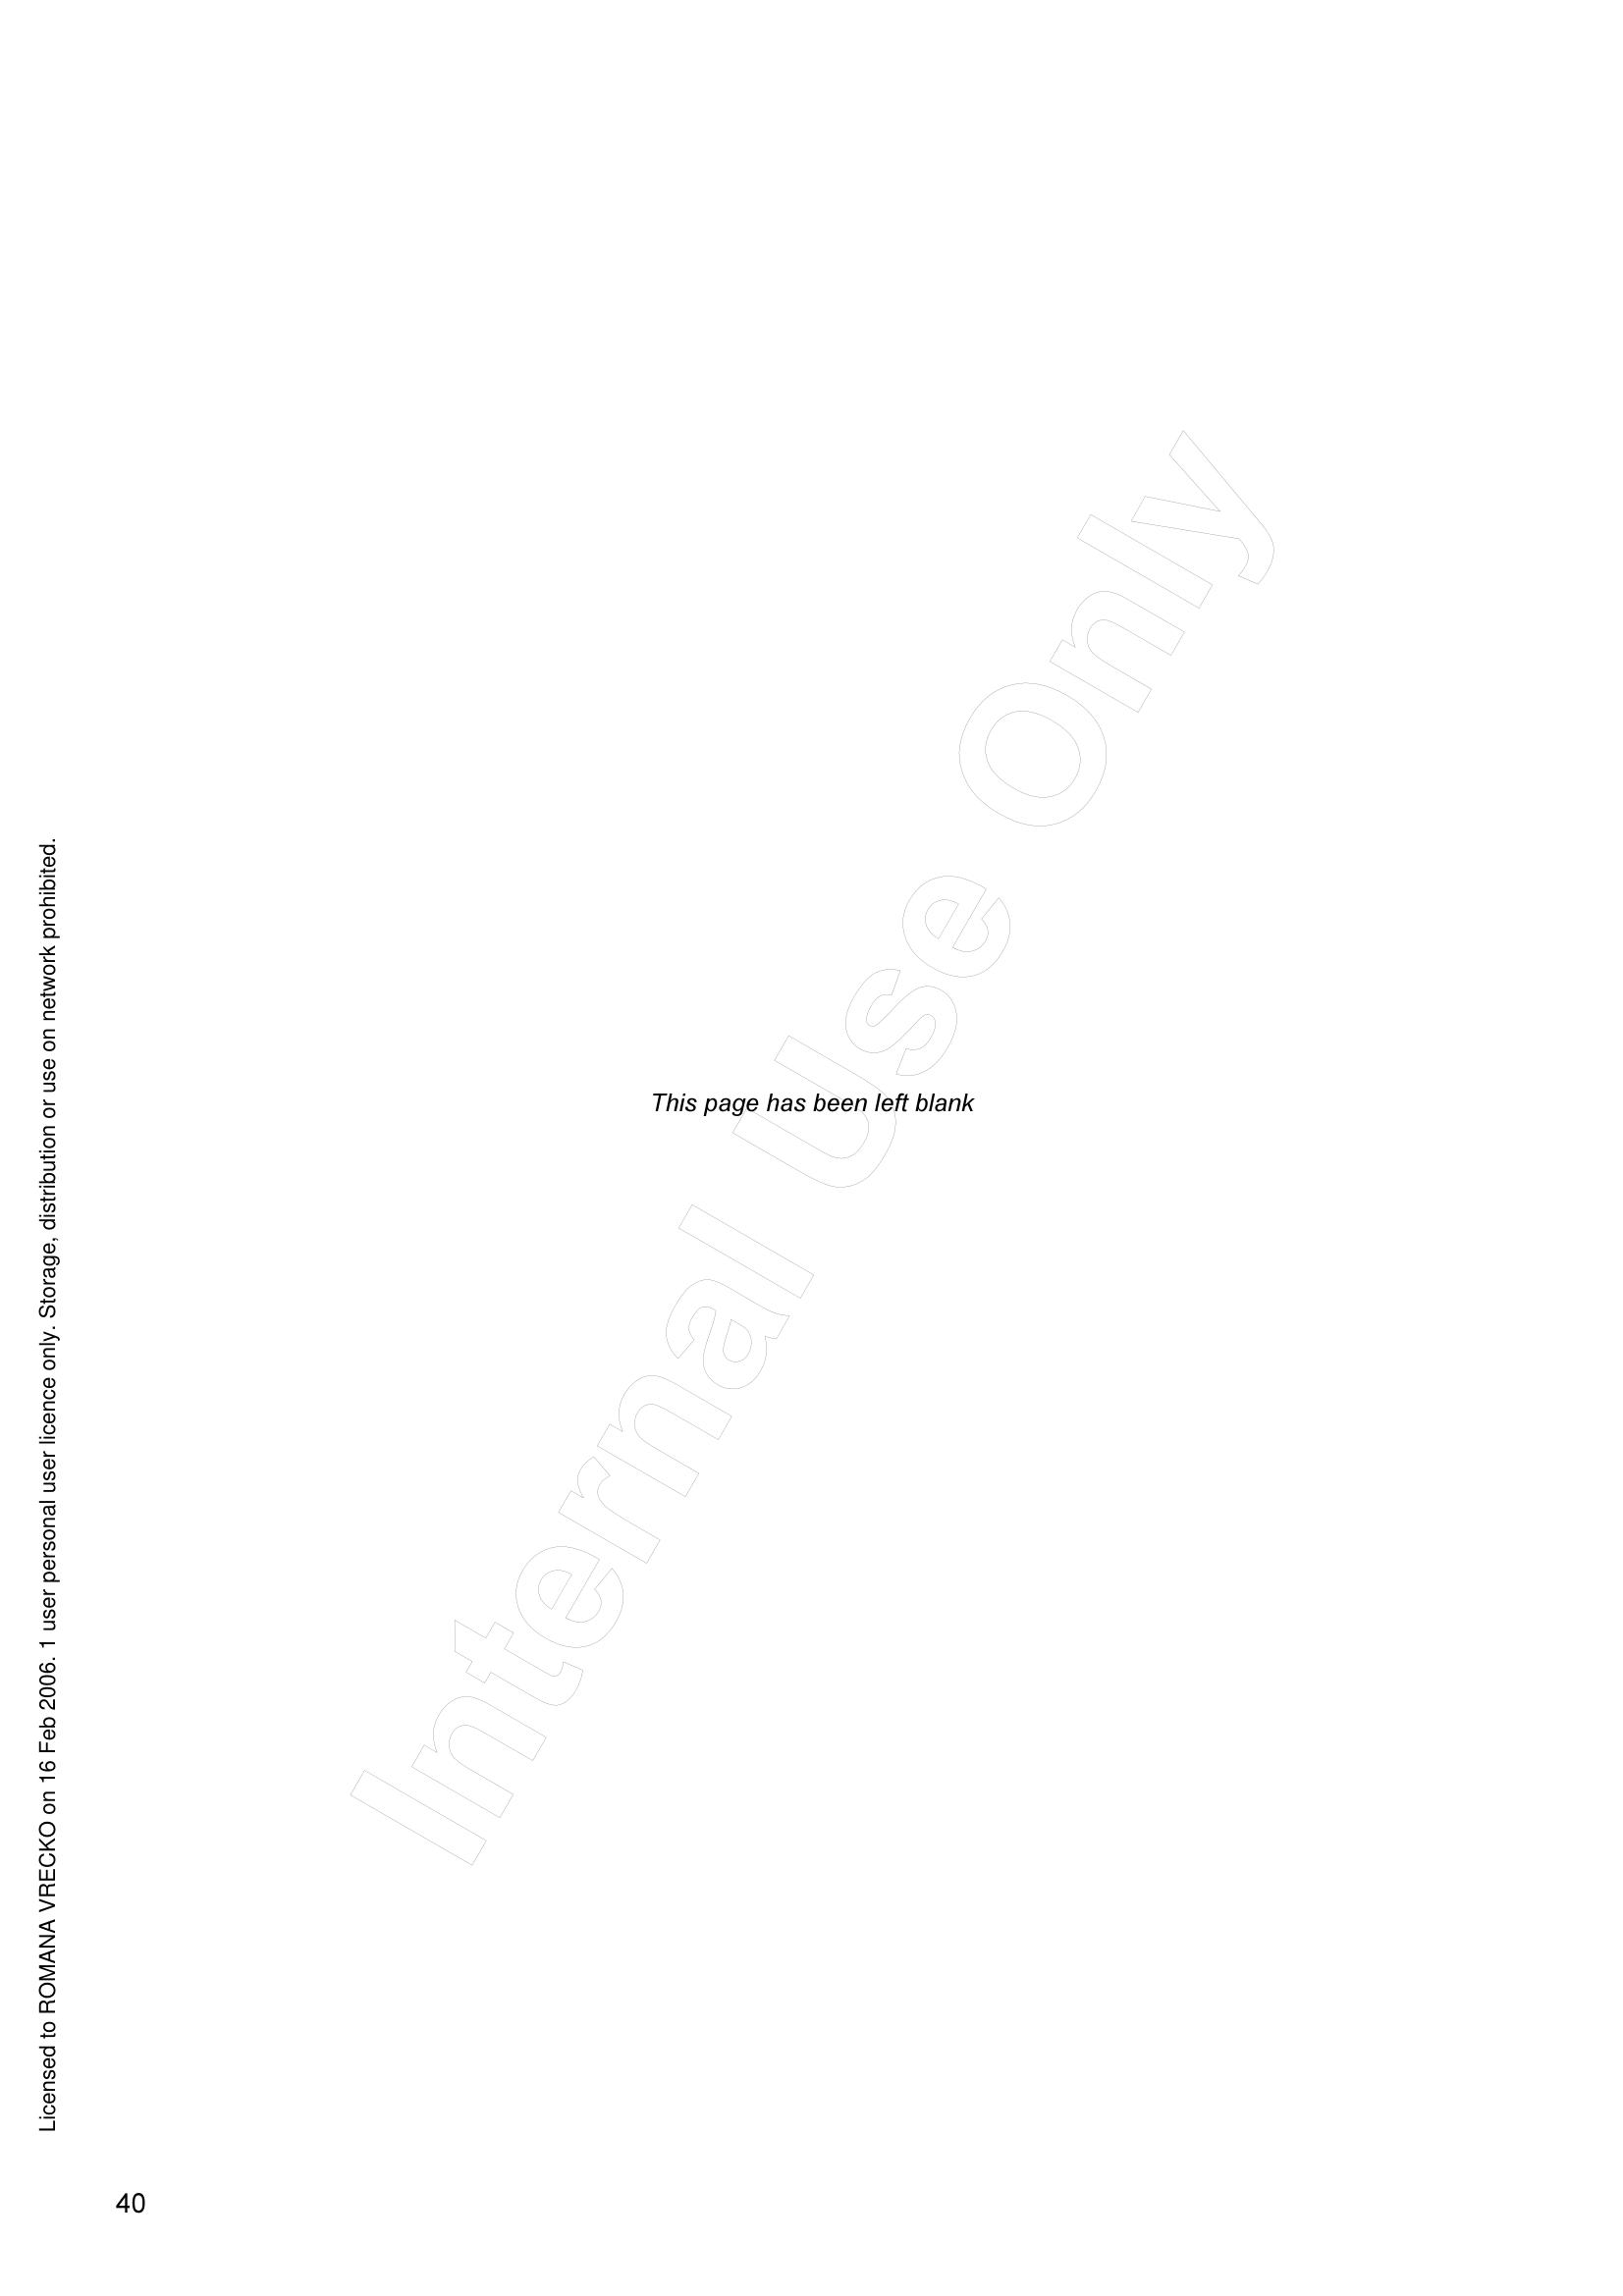 Licensed to ROMANA VRECKO on 16 Feb 2006. 1 user personal user licence only. Storage, distribution or use on network prohibited.
Internal Use Only
This page has been left blank
40